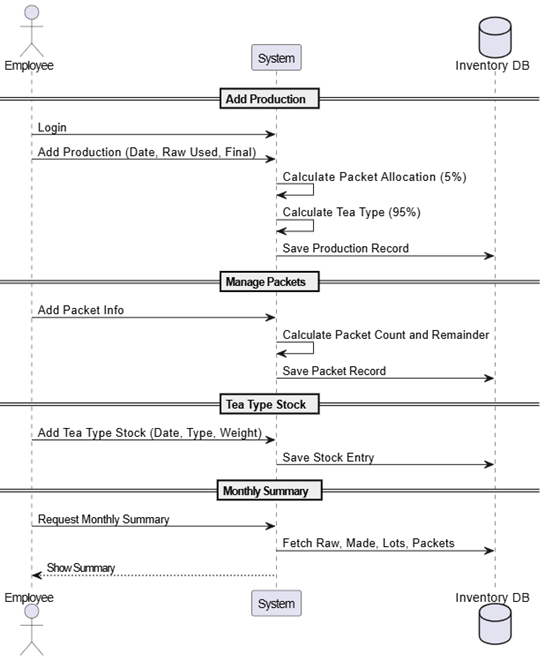 Employee
System
Inventory DB
Add Production
Login
Add Production (Date, Raw Used, Final)
Calculate Packet Allocation (5%)
Calculate Tea Type (95%)
Save Production Record
Manage Packets
Add Packet Info
Calculate Packet Count and Remainder
Save Packet Record
Tea Type Stock
Add Tea Type Stock (Date, Type, Weight)
Save Stock Entry
Monthly Summary
Request Monthly Summary
Fetch Raw, Made, Lots, Packets
Show Summary
Employee
System
Inventory DB